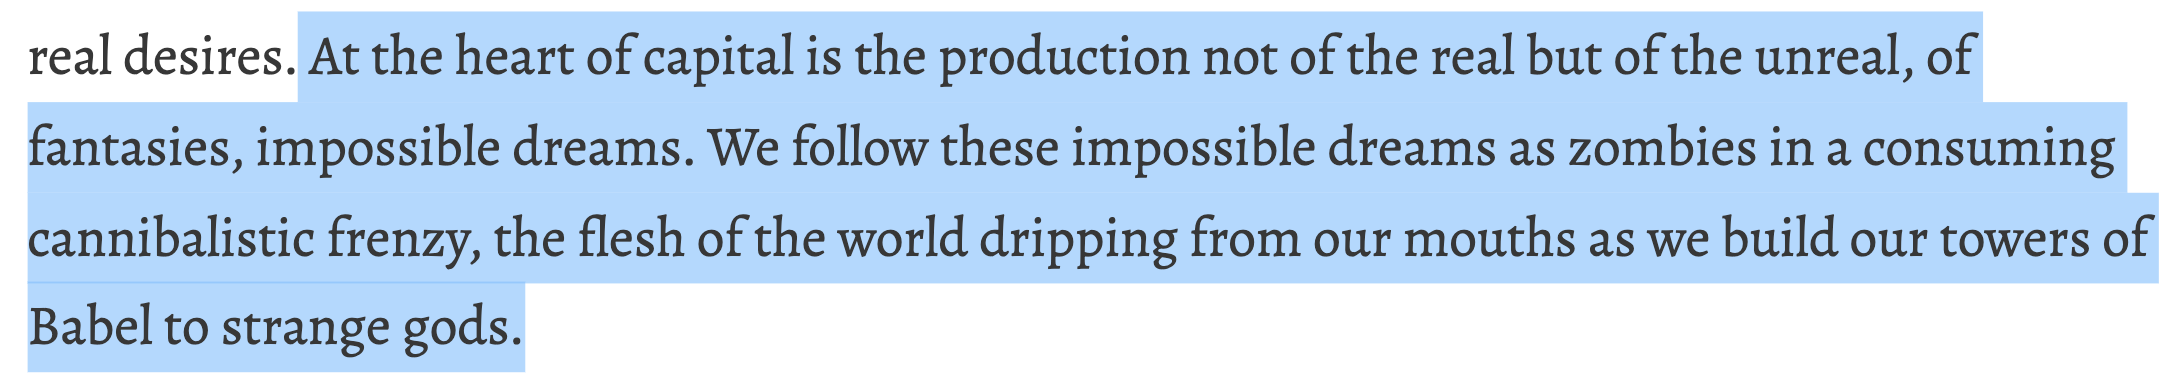 real desires. At the heart of capital is the production not of the real but of the unreal, of
fantasies, impossible dreams. We follow these impossible dreams as zombies in a consuming
cannibalistic frenzy, the flesh of the world dripping from our mouths as we build our towers of
Babel to strange gods.